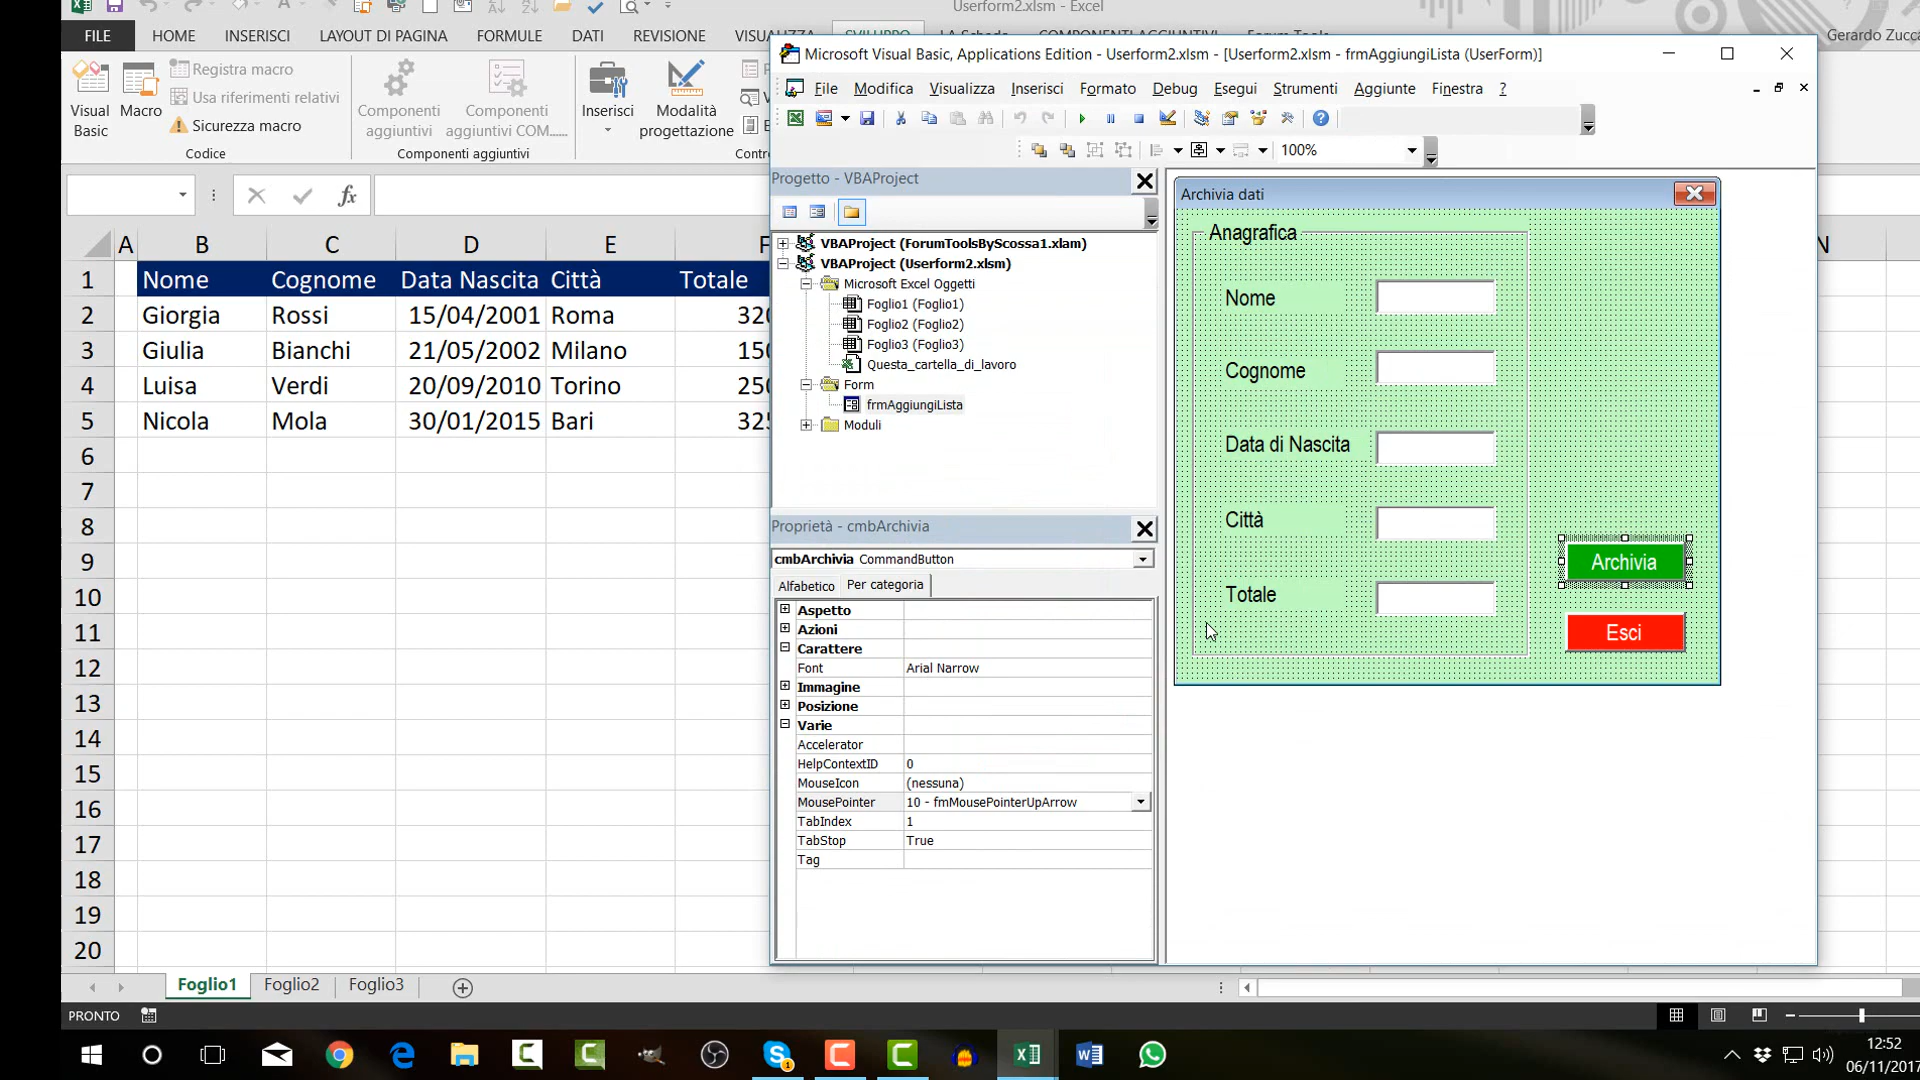 Userform2.xlsm - Excel
FILE HOME INSERISCI LAYOUT DI PAGINA FORMULE DATI REVISIONE
Gerardo Zucca
Visual Basic
Macro
Registra macro
Usa riferimenti relativi
Sicurezza macro
Codice
Componenti aggiuntivi
Componenti aggiuntivi COM......
Componenti aggiuntivi
Inserisci
Modalità progettazione
fx
A B C D E N
1 Nome Cognome Data Nascita Città Totale
2 Giorgia Rossi 15/04/2001 Roma
3 Giulia Bianchi 21/05/2002 Milano
4 Luisa Verdi 20/09/2010 Torino
5 Nicola Mola 30/01/2015 Bari
6
7
8
9
10
11
12
13
14
15
16
17
18
19
20
Foglio1 Foglio2 Foglio3
PRONTO
Microsoft Visual Basic, Applications Edition - Userform2.xlsm - [Userform2.xlsm - frmAggiungiLista (UserForm)]
File Modifica Visualizza Inserisci Formato Debug Esegui Strumenti Aggiunte Finestra ?
100%
Progetto - VBAProject
VBAProject (ForumToolsByScossa1.xlam)
VBAProject (Userform2.xlsm)
Microsoft Excel Oggetti
Foglio1 (Foglio1)
Foglio2 (Foglio2)
Foglio3 (Foglio3)
Questa_cartella_di_lavoro
Form
frmAggiungiLista
Moduli
Proprietà - cmbArchivia
cmbArchivia CommandButton
Alfabetico Per categoria
Aspetto
Azioni
Carattere
Font Arial Narrow
Immagine
Posizione
Varie
Accelerator
HelpContextID 0
MouseIcon (nessuna)
MousePointer 10 - fmMousePointerUpArrow
TabIndex 1
TabStop True
Tag
Archivia dati
Anagrafica
Nome
Cognome
Data di Nascita
Città
Totale
Archivia
Esci
12:52
06/11/2017